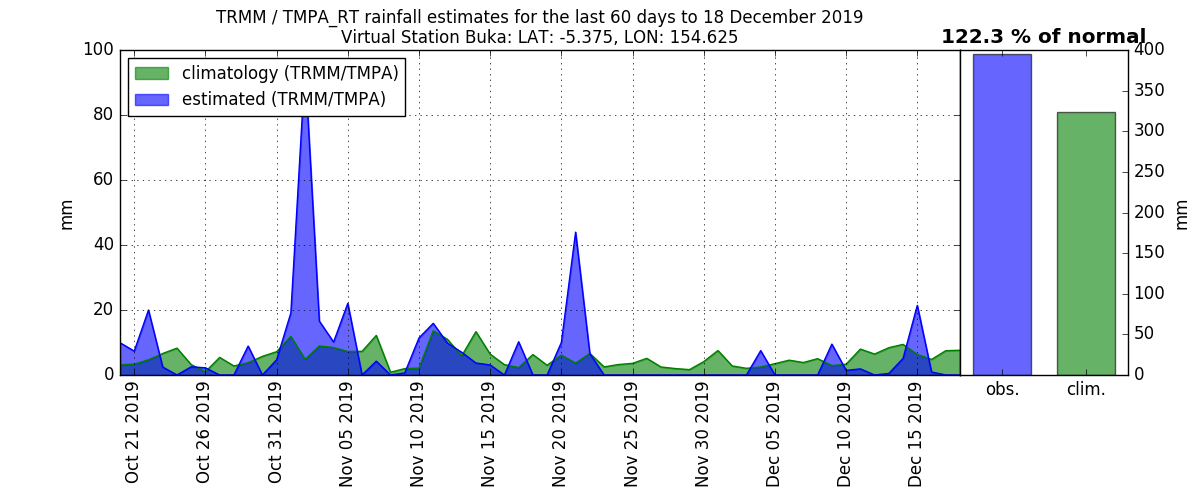 TRMM / TMPA_RT rainfall estimates for the last 60 days to 18 December 2019
Virtual Station Buka: LAT: -5.375, LON: 154.625
122.3 % of normal
climatology (TRMM/TMPA)
estimated (TRMM/TMPA)
100
80
60
40
20
0
mm
Oct 21 2019
Oct 26 2019
Oct 31 2019
Nov 05 2019
Nov 10 2019
Nov 15 2019
Nov 20 2019
Nov 25 2019
Nov 30 2019
Dec 05 2019
Dec 10 2019
Dec 15 2019
obs.
clim.
400
350
300
250
200
150
100
50
0
mm